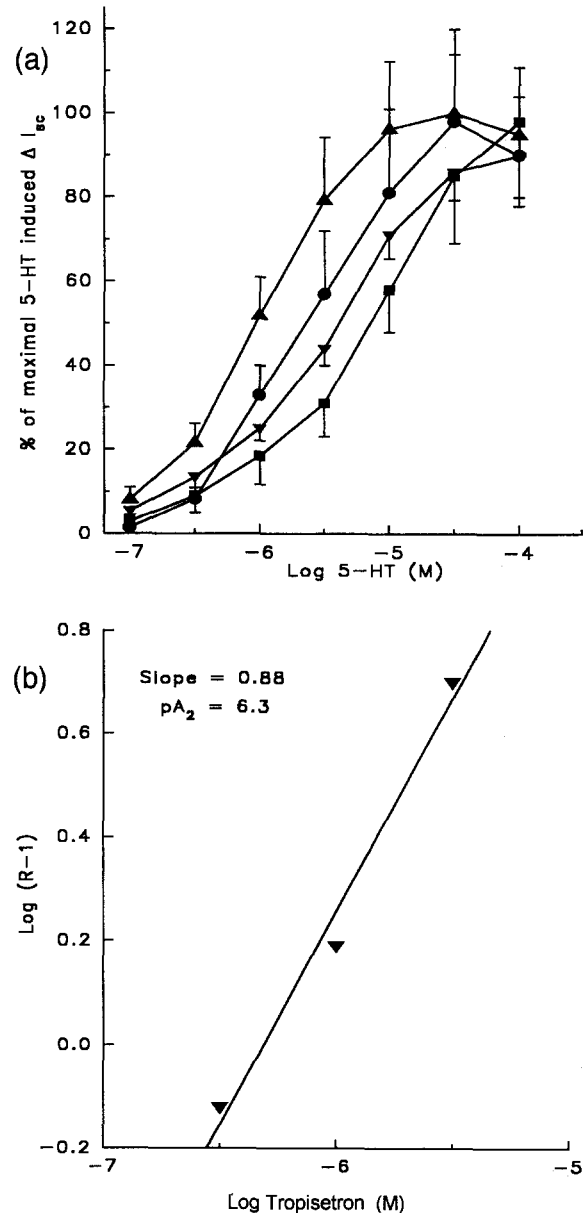 (a)
% of maximal 5-HT induced Δ Isc
120
100
80
60
40
20
0
-7
-6
-5
-4
Log 5-HT (M)
(b)
Slope = 0.88
pA2 = 6.3
Log (R-1)
0.8
0.6
0.4
0.2
0.0
-0.2
-7
-6
-5
Log Tropisetron (M)